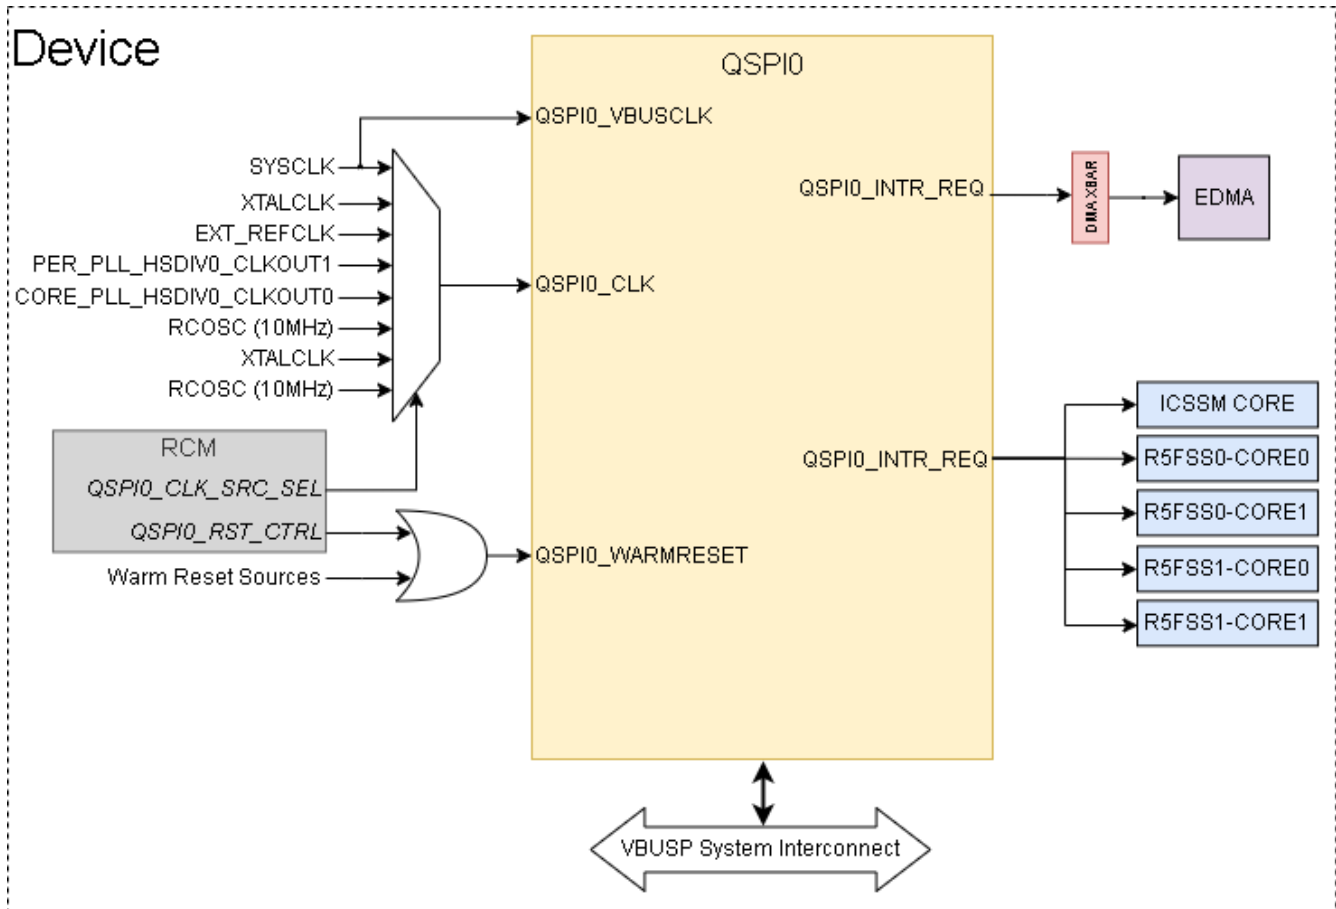 Device
QSPI0
QSPI0_VBUSCLK
SYSCLK
XTALCLK
EXT_REFCLK
PER_PLL_HSDIV0_CLKOUT1
CORE_PLL_HSDIV0_CLKOUT0
RCOSC (10MHz)
XTALCLK
RCOSC (10MHz)
QSPI0_CLK
RCM
QSPI0_CLK_SRC_SEL
QSPI0_RST_CTRL
Warm Reset Sources
QSPI0_WARMRESET
QSPI0_INTR_REQ
DMA XBAR
EDMA
QSPI0_INTR_REQ
ICSSM CORE
R5FSS0-CORE0
R5FSS0-CORE1
R5FSS1-CORE0
R5FSS1-CORE1
VBUSP System Interconnect